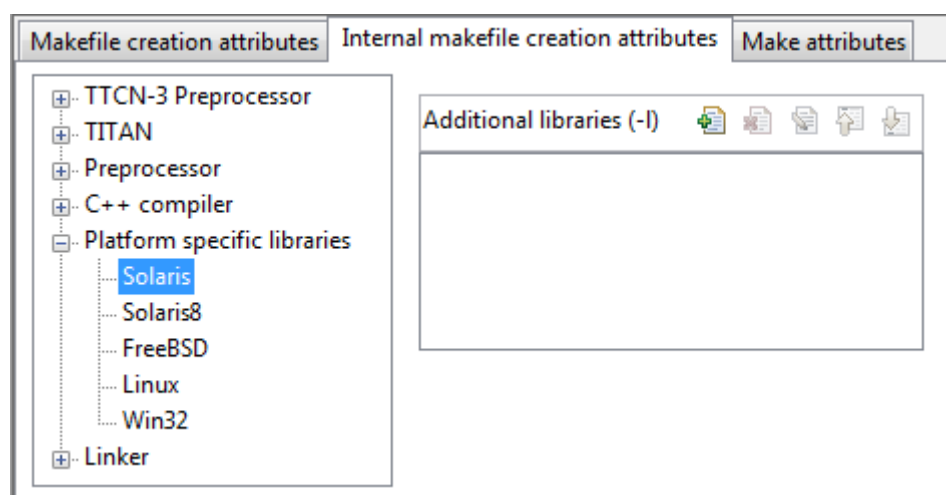 Makefile creation attributes Internal makefile creation attributes Make attributes
TTCN-3 Preprocessor
TITAN
Preprocessor
C++ compiler
Platform specific libraries
Solaris
Solaris8
FreeBSD
Linux
Win32
Linker
Additional libraries (-l)